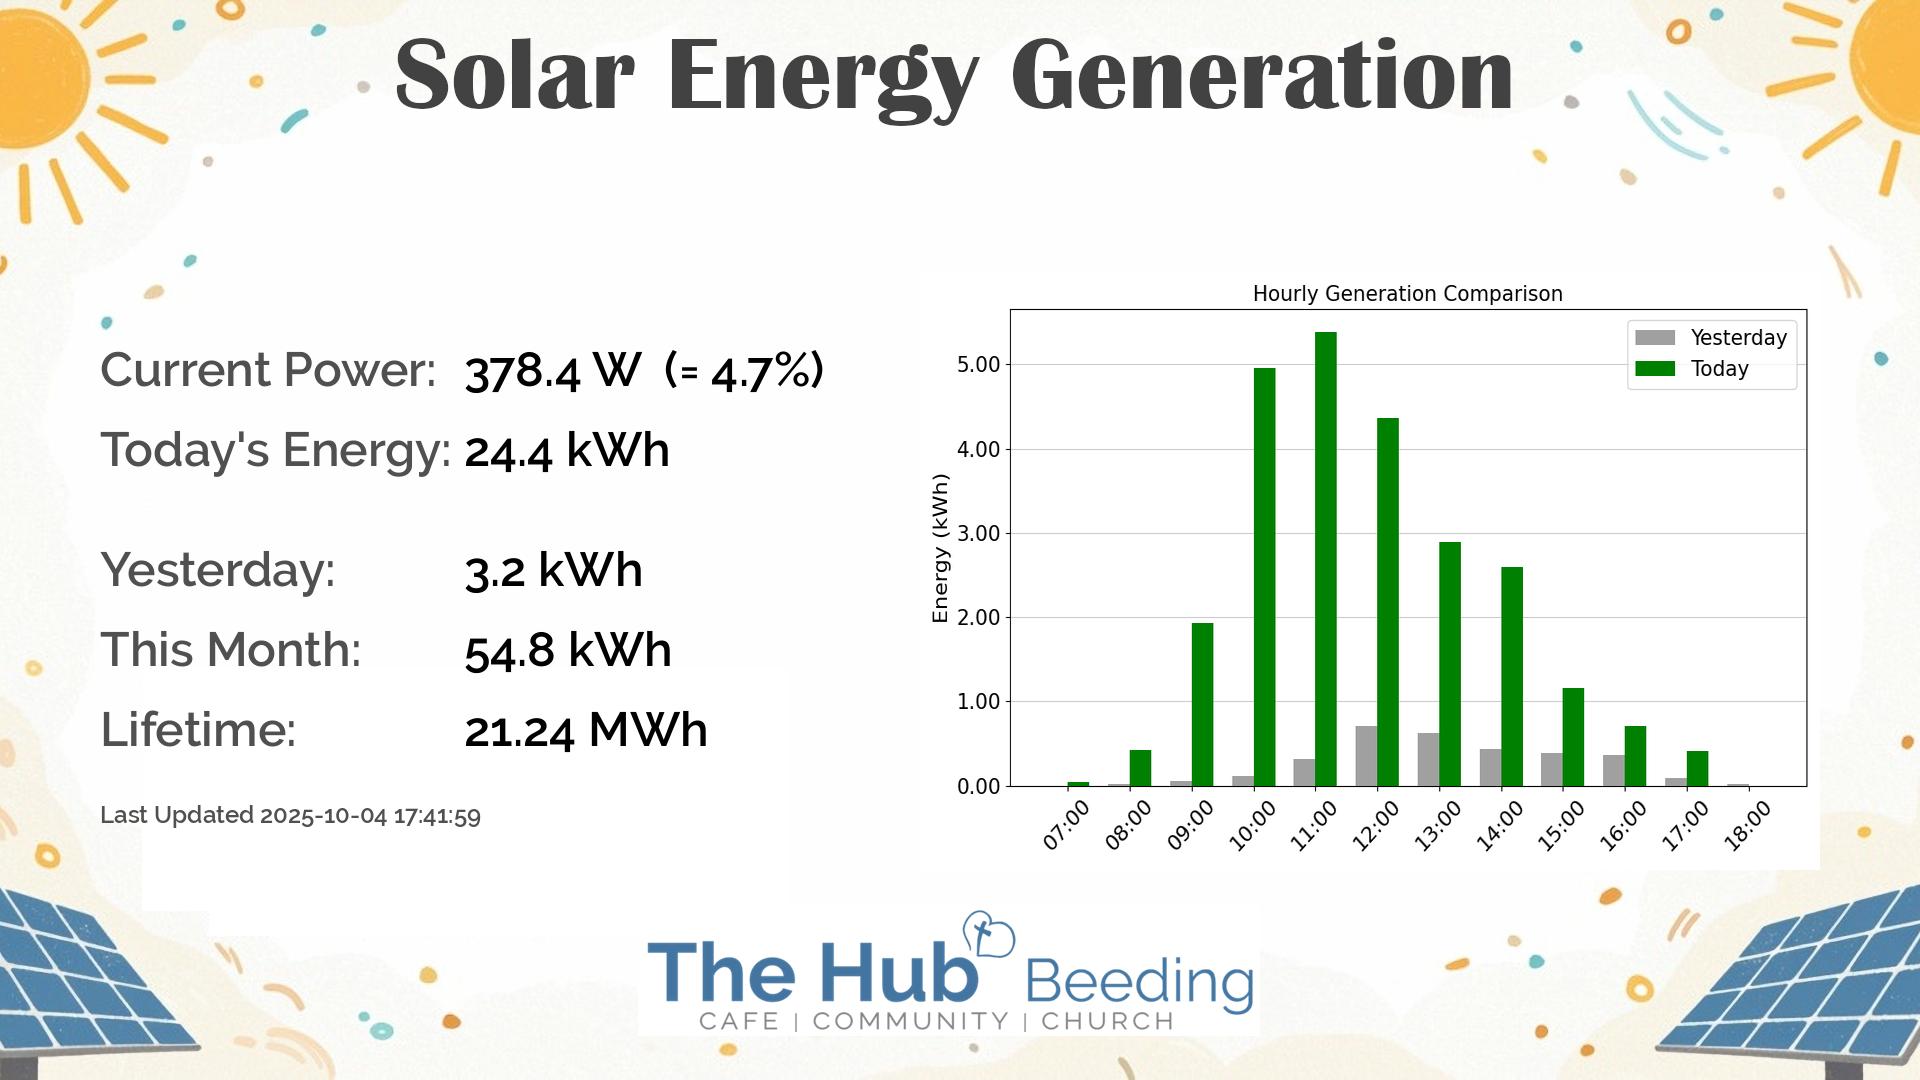 Solar Energy Generation
Current Power: 378.4 W (= 4.7%)
Today's Energy: 24.4 kWh
Yesterday: 3.2 kWh
This Month: 54.8 kWh
Lifetime: 21.24 MWh
Last Updated 2025-10-04 17:41:59
Hourly Generation Comparison
Yesterday
Today
Energy (kWh)
5.00
4.00
3.00
2.00
1.00
0.00
07:00 08:00 09:00 10:00 11:00 12:00 13:00 14:00 15:00 16:00 17:00 18:00
The Hub Beeding
CAFE | COMMUNITY | CHURCH